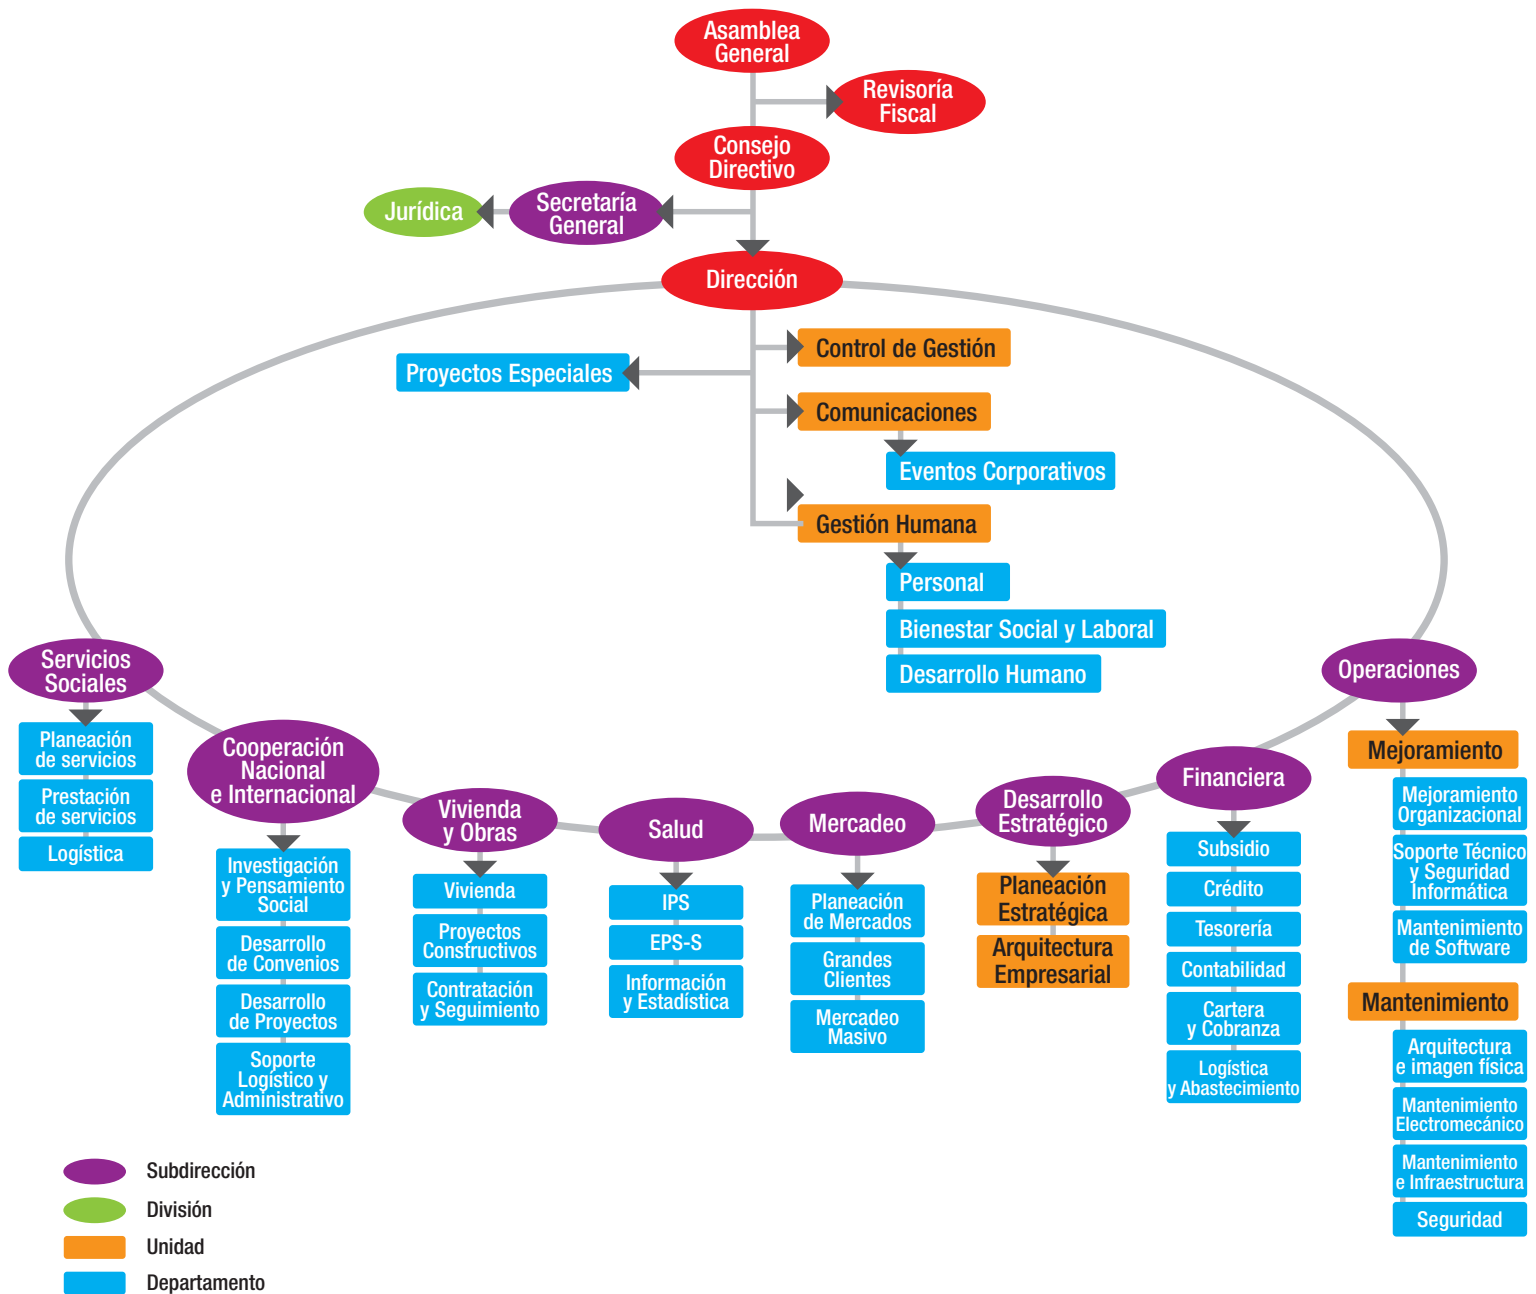 Asamblea
General
Revisoría
Fiscal
Consejo
Directivo
Secretaría
General
Jurídica
Dirección
Control de Gestión
Proyectos Especiales
Comunicaciones
Eventos Corporativos
Gestión Humana
Personal
Bienestar Social y Laboral
Desarrollo Humano
Servicios
Sociales
Planeación
de servicios
Prestación
de servicios
Logística
Cooperación
Nacional
e Internacional
Investigación
y Pensamiento
Social
Desarrollo
de Convenios
Desarrollo
de Proyectos
Soporte
Logístico y
Administrativo
Vivienda
y Obras
Vivienda
Proyectos
Constructivos
Contratación
y Seguimiento
Salud
IPS
EPS-S
Información
y Estadística
Mercadeo
Planeación
de Mercados
Grandes
Clientes
Mercadeo
Masivo
Desarrollo
Estratégico
Planeación
Estratégica
Arquitectura
Empresarial
Financiera
Subsidio
Crédito
Tesorería
Contabilidad
Cartera
y Cobranza
Logística
y Abastecimiento
Operaciones
Mejoramiento
Mejoramiento
Organizacional
Soporte Técnico
y Seguridad
Informática
Mantenimiento
de Software
Mantenimiento
Arquitectura
e imagen física
Mantenimiento
Electromecánico
Mantenimiento
e Infraestructura
Seguridad
Subdirección
División
Unidad
Departamento